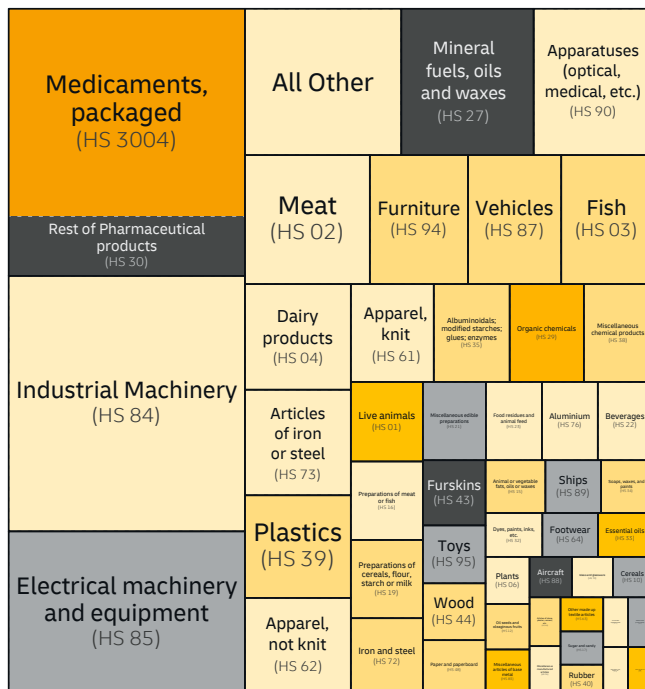 Medicaments,
packaged
(HS 3004)
Rest of Pharmaceutical
products
(HS 30)
Industrial Machinery
(HS 84)
Electrical machinery
and equipment
(HS 85)
All Other
Mineral
fuels, oils
and waxes
(HS 27)
Apparatuses
(optical,
medical, etc.)
(HS 90)
Meat
(HS 02)
Furniture
(HS 94)
Vehicles
(HS 87)
Fish
(HS 03)
Dairy
products
(HS 04)
Apparel,
knit
(HS 61)
Albuminoidals;
modified starches;
glues; enzymes
(HS 35)
Organic chemicals
(HS 29)
Miscellaneous
chemical products
(HS 38)
Articles
of iron
or steel
(HS 73)
Live animals
(HS 01)
Miscellaneous edible
preparations
(HS 21)
Food residues and
animal feed
Aluminium
(HS 76)
Beverages
(HS 22)
Preparations of meat
or fish
(HS 16)
Furskins
(HS 43)
Animal or vegetable
fats, oils or waxes
(HS 15)
Ships
(HS 89)
Soaps, waxes, and
paints
Plastics
(HS 39)
Toys
(HS 95)
Dyes, paints, inks,
etc.
(HS 32)
Footwear
(HS 64)
Essential oils
(HS 33)
Preparations of
cereals, flour,
starch or milk
(HS 19)
Plants
(HS 06)
Aircraft
(HS 88)
Cereals
(HS 10)
Apparel,
not knit
(HS 62)
Wood
(HS 44)
Oil seeds and
oleaginous fruits
Other made up
textile articles
Iron and steel
(HS 72)
Paper and paperboard
(HS 48)
Miscellaneous
articles of base
metal
Sugar and candy
Rubber
(HS 40)